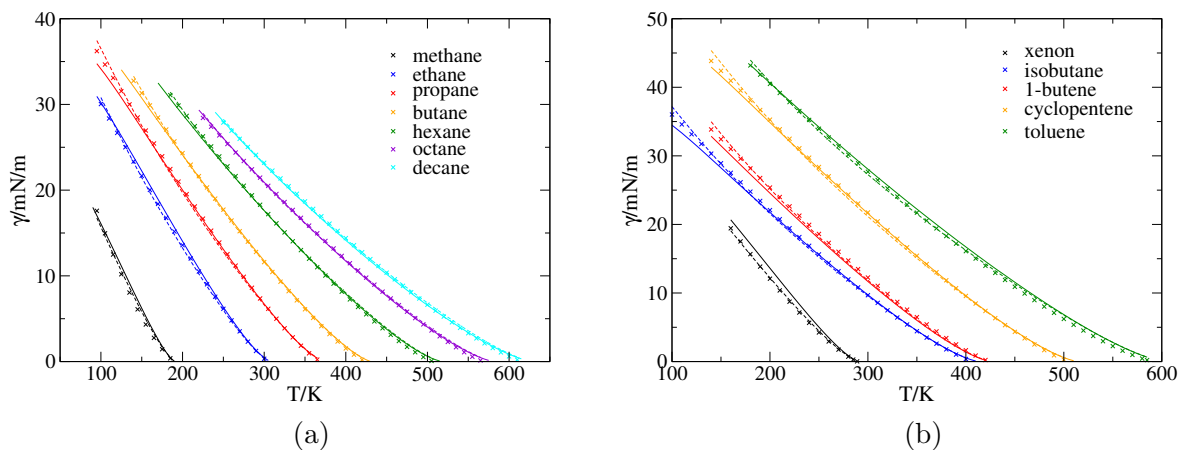 40
30
20
10
0
γ/mN/m
100 200 300 400 500 600
T/K
methane
ethane
propane
butane
hexane
octane
decane
(a)
50
40
30
20
10
0
γ/mN/m
100 200 300 400 500 600
T/K
xenon
isobutane
1-butene
cyclopentene
toluene
(b)